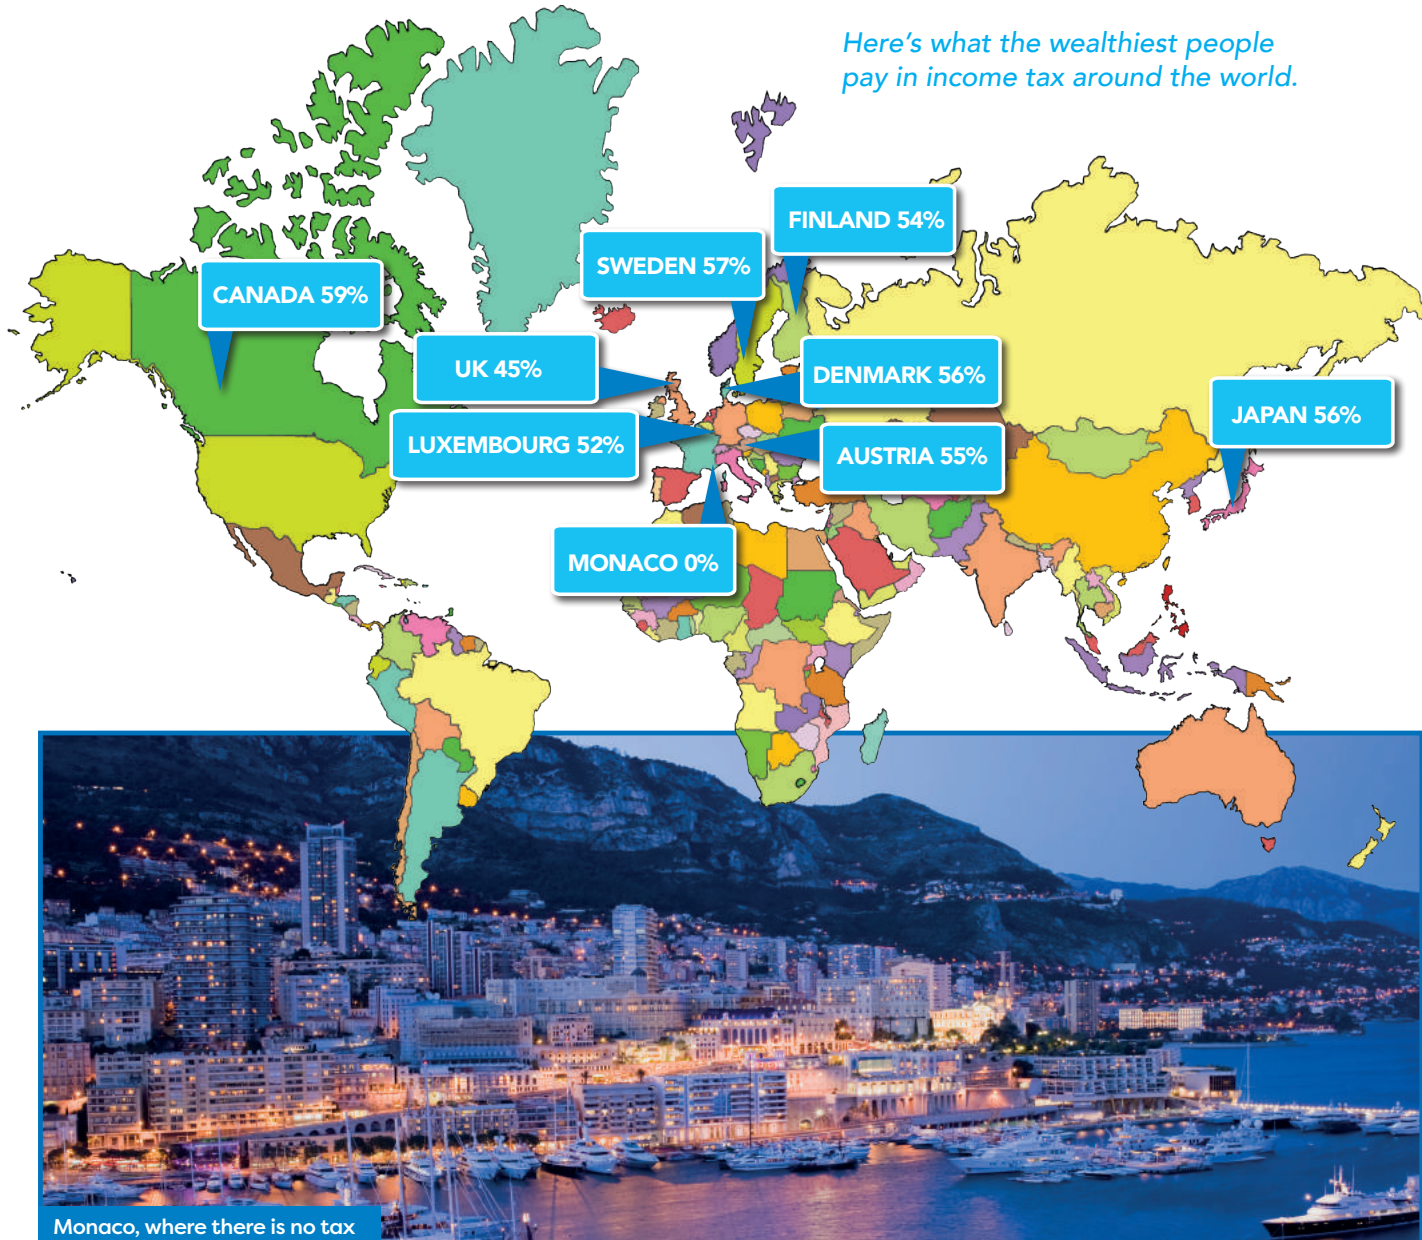 Here's what the wealthiest people
pay in income tax around the world.
FINLAND 54%
SWEDEN 57%
CANADA 59%
UK 45%
DENMARK 56%
JAPAN 56%
LUXEMBOURG 52%
AUSTRIA 55%
MONACO 0%
Monaco, where there is no tax